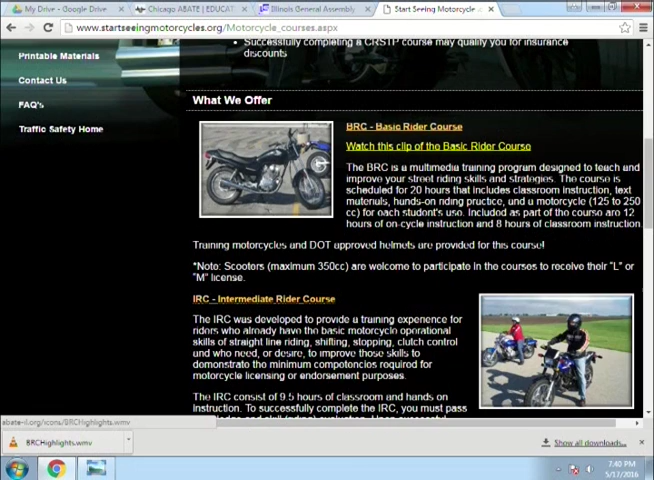 My Drive - Google Drive
Chicago ABATE | EDUCAT
Illinois General Assembly
Start Seeing Motorcycle
www.startseeingmotorcycles.org/Motorcycle_courses.aspx
Printable Materials
Contact Us
FAQ's
Traffic Safety Home
Successfully completing a CRSTP course may qualify you for insurance
discounts
What We Offer
BRC - Basic Rider Course
Watch this clip of the Basic Rider Course
The BRC is a multimedia training program designed to teach and
improve your street riding skills and strategies. The course is
scheduled for 20 hours that includes classroom instruction, text
materials, hands-on riding practice, and a motorcycle (125 to 250
cc) for each student's use. Included as part of the course are 12
hours of on-cycle instruction and 8 hours of classroom instruction.
Training motorcycles and DOT approved helmets are provided for this course!
*Note: Scooters (maximum 350cc) are welcome to participate in the courses to receive their "L" or
"M" license.
IRC - Intermediate Rider Course
The IRC was developed to provide a training experience for
riders who already have the basic motorcycle operational
skills of straight line riding, shifting, stopping, clutch control
and who need, or desire, to improve those skills to
demonstrate the minimum competencies required for
motorcycle licensing or endorsement purposes.
The IRC consist of 9.5 hours of classroom and hands on
Instruction. To successfully complete the IRC, you must pass
abate-il.org/icons/BRCHighlights.wmv
BRCHighlights.wmv
Show all downloads...
7:40 PM
5/17/2016